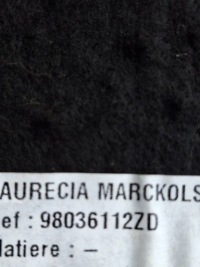 AURECIA MARCKOLS
ef : 98036112ZD
latiere : –